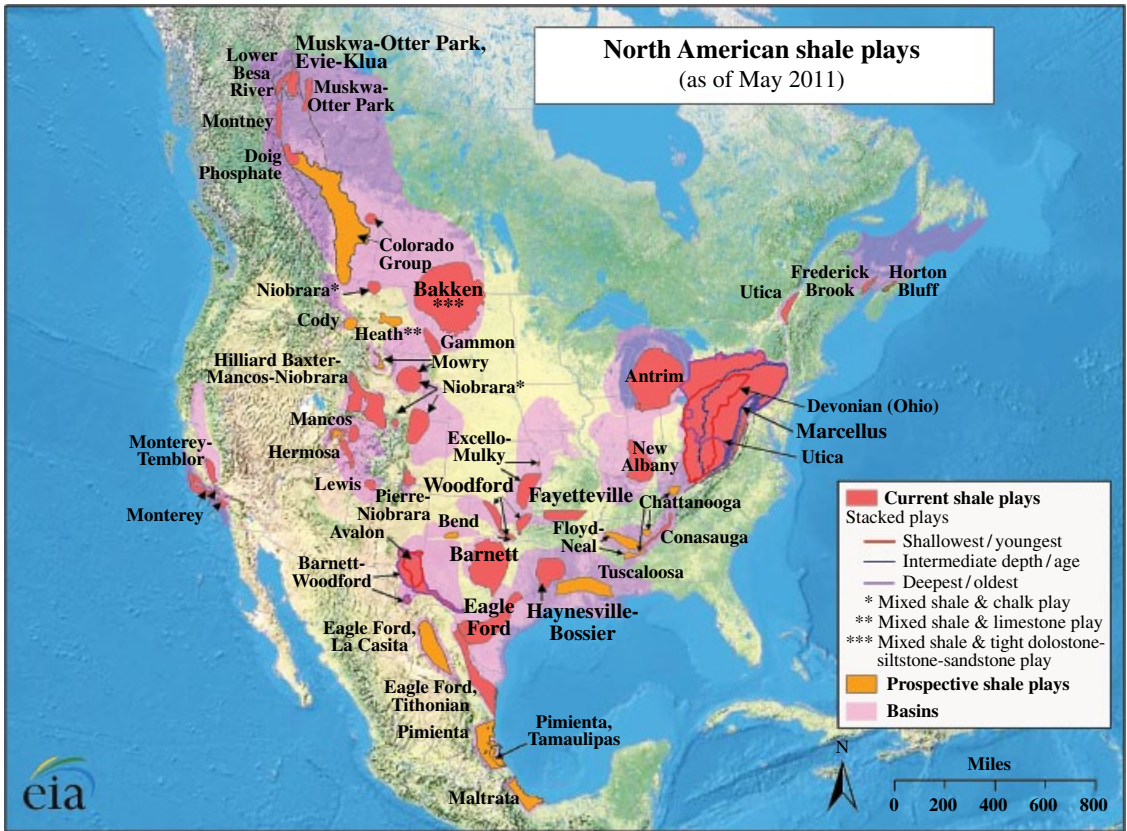 North American shale plays
(as of May 2011)
Muskwa-Otter Park,
Evie-Klua
Lower
Besa
River
Muskwa-
Otter Park
Montney
Doig
Phosphate
Colorado
Group
Niobrara*
Bakken
***
Cody
Heath**
Gammon
Mowry
Hilliard Baxter-
Mancos-Niobrara
Niobrara*
Mancos
Hermosa
Monterey-
Temblor
Monterey
Lewis
Pierre-
Niobrara
Excello-
Mulky
Woodford
Fayetteville
Bend
Avalon
Barnett
Barnett-
Woodford
Eagle
Ford
Eagle Ford,
La Casita
Eagle Ford,
Tithonian
Pimienta
Pimienta,
Tamaulipas
Maltrata
Haynesville-
Bossier
Tuscaloosa
Floyd-
Neal
Conasauga
Chattanooga
New
Albany
Antrim
Devonian (Ohio)
Marcellus
Utica
Utica
Frederick
Brook
Horton
Bluff
Current shale plays
Stacked plays
Shallowest / youngest
Intermediate depth / age
Deepest / oldest
* Mixed shale & chalk play
** Mixed shale & limestone play
*** Mixed shale & tight dolostone-
siltstone-sandstone play
Prospective shale plays
Basins
N
Miles
0 200 400 600 800
eia